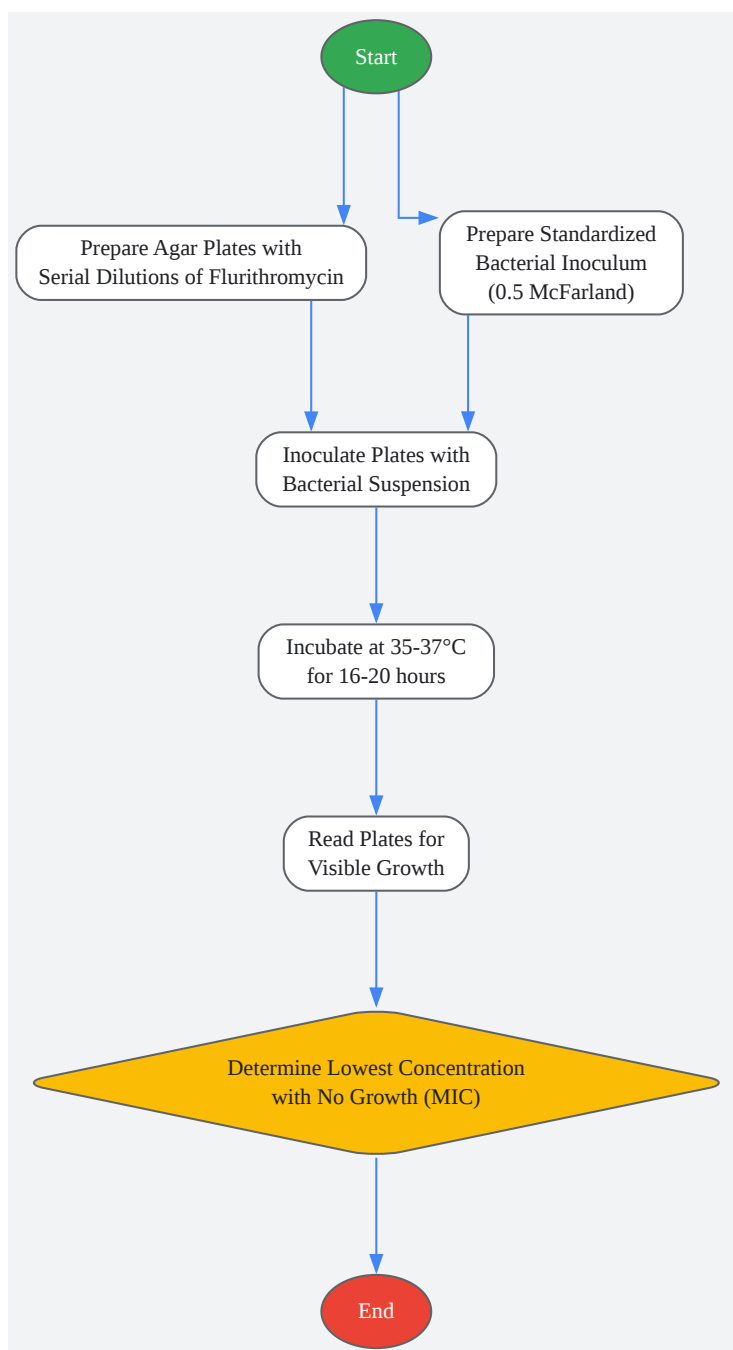 Start
Prepare Agar Plates with
Serial Dilutions of Flurithromycin
Prepare Standardized
Bacterial Inoculum
(0.5 McFarland)
Inoculate Plates with
Bacterial Suspension
Incubate at 35-37°C
for 16-20 hours
Read Plates for
Visible Growth
Determine Lowest Concentration
with No Growth (MIC)
End